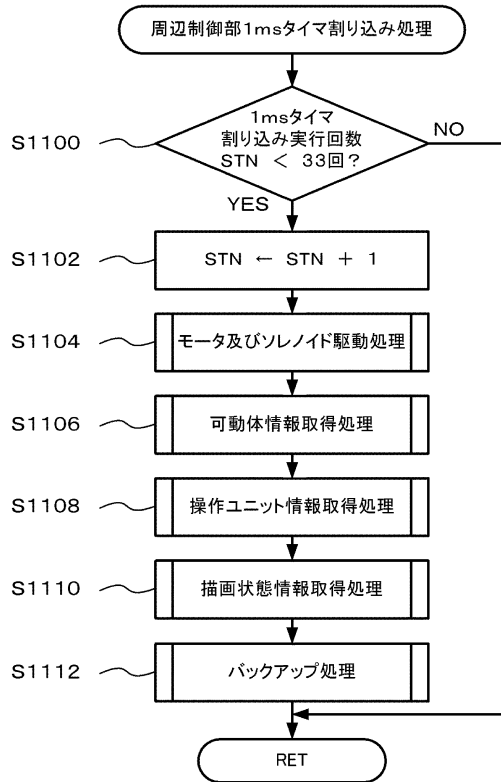 周辺制御部1msタイマ割り込み処理
S1100
1msタイマ
割り込み実行回数
STN < 33回?
NO
YES
S1102
STN ← STN + 1
S1104
モータ及びソレノイド駆動処理
S1106
可動体情報取得処理
S1108
操作ユニット情報取得処理
S1110
描画状態情報取得処理
S1112
バックアップ処理
RET